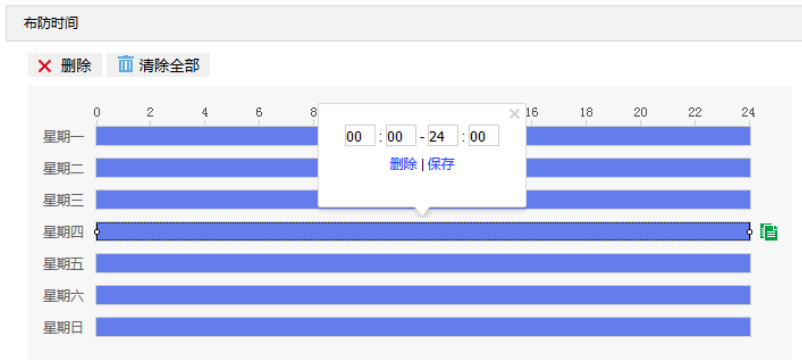 布防时间
删除 清除全部
0 2 4 6 8 16 18 20 22 24
00 : 00 - 24 : 00
星期一
删除 | 保存
星期二
星期三
星期四
星期五
星期六
星期日